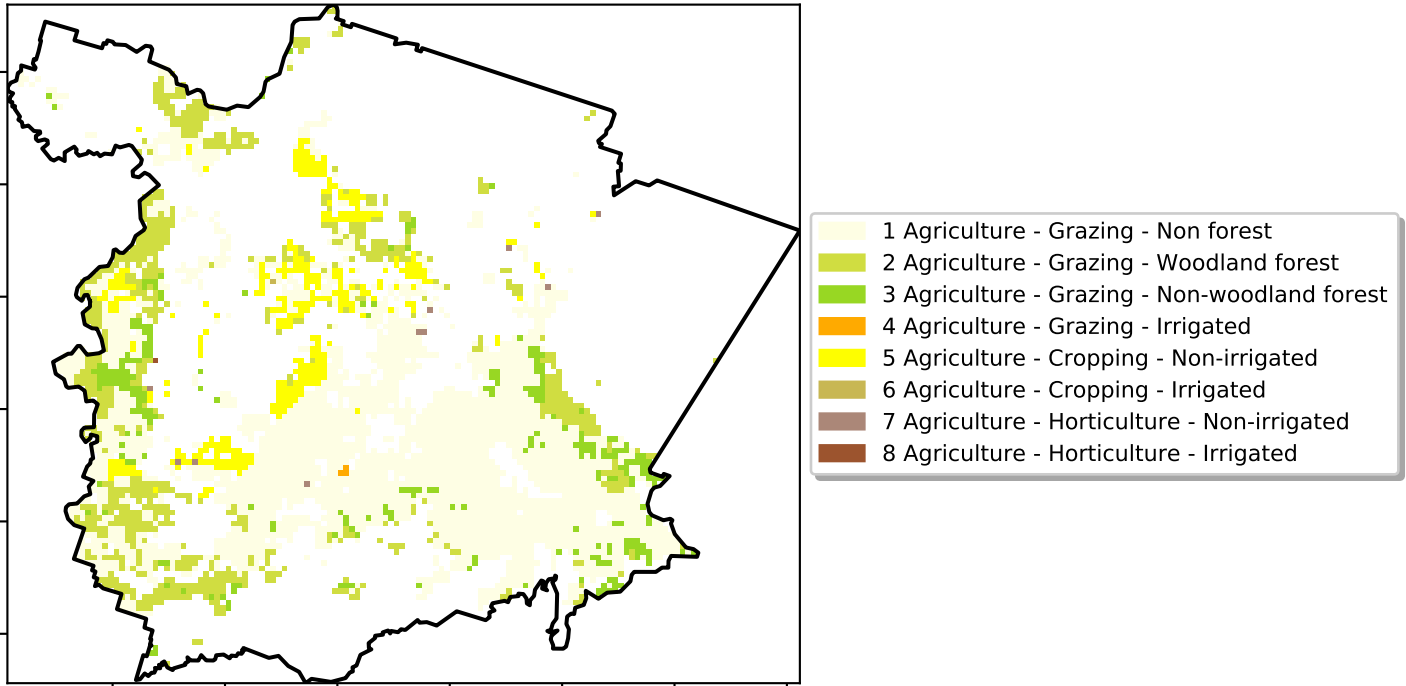 1 Agriculture - Grazing - Non forest
2 Agriculture - Grazing - Woodland forest
3 Agriculture - Grazing - Non-woodland forest
4 Agriculture - Grazing - Irrigated
5 Agriculture - Cropping - Non-irrigated
6 Agriculture - Cropping - Irrigated
7 Agriculture - Horticulture - Non-irrigated
8 Agriculture - Horticulture - Irrigated